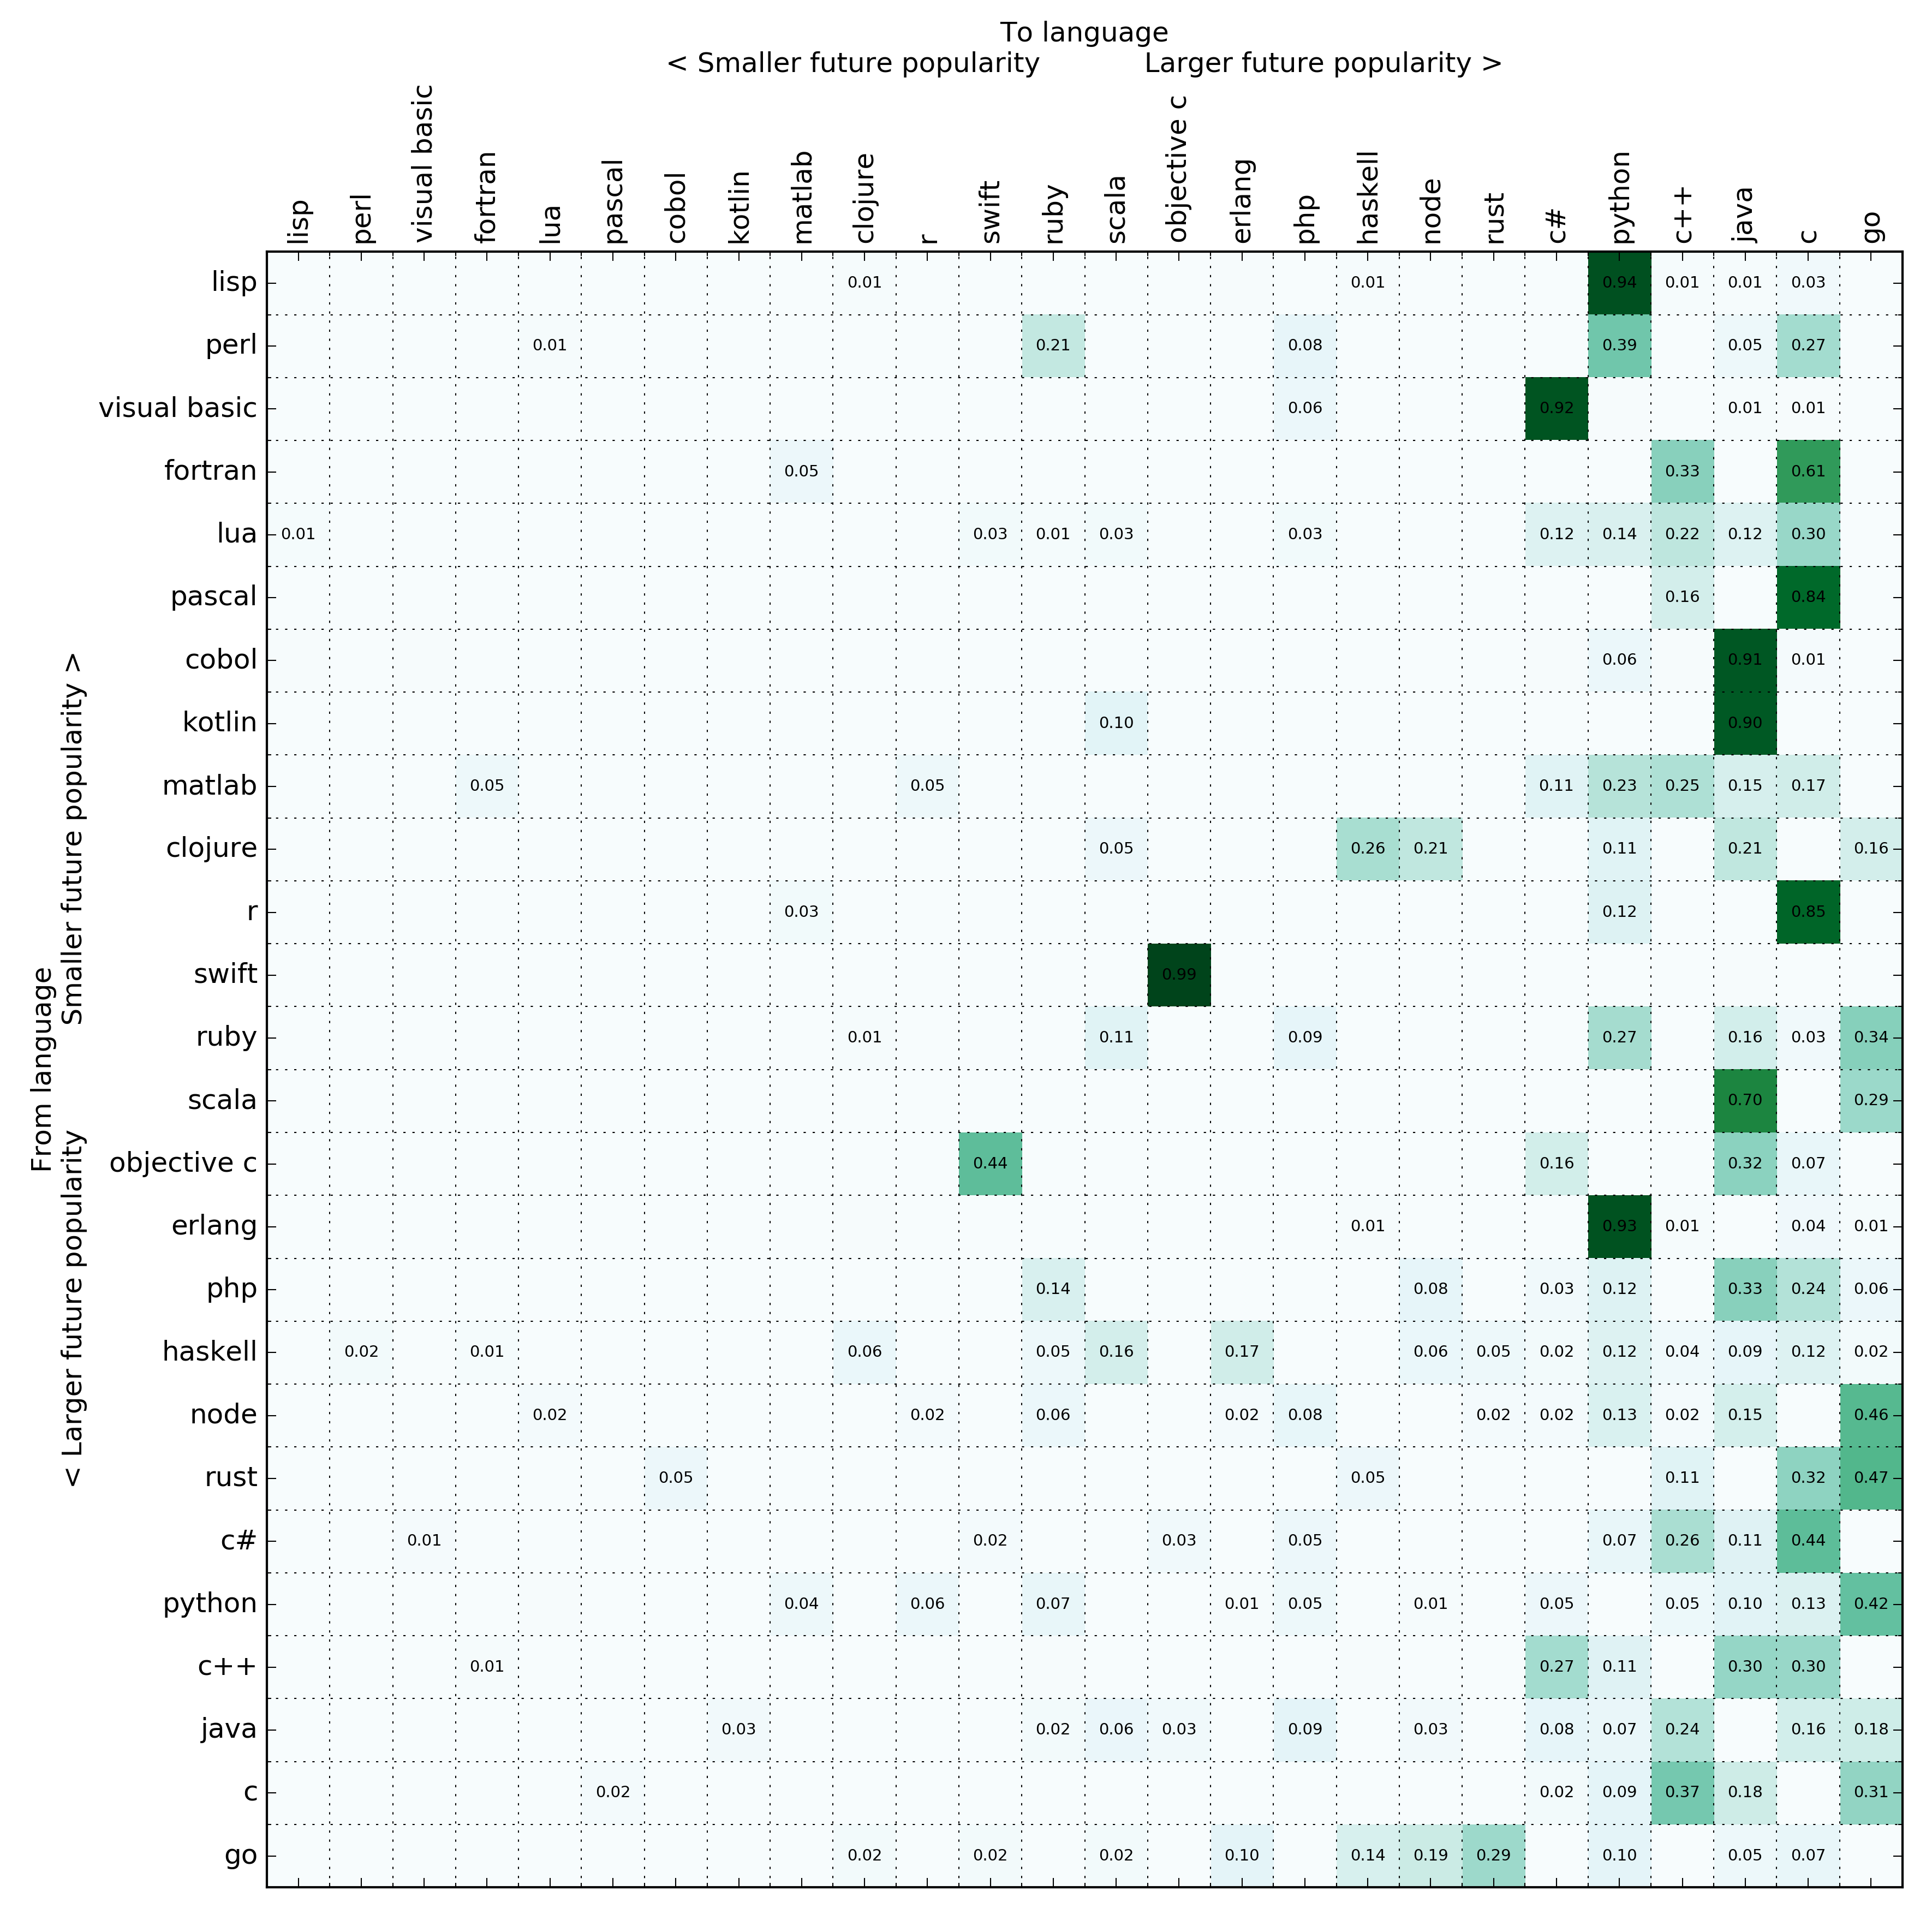 To language
< Smaller future popularity Larger future popularity >
lisp perl visual basic fortran lua pascal cobol kotlin matlab clojure r swift ruby scala objective c erlang php haskell node rust c# python c++ java c go
From language
< Larger future popularity Smaller future popularity >
lisp 0.01 0.01 0.94 0.01 0.01 0.03
perl 0.01 0.21 0.08 0.39 0.05 0.27
visual basic 0.06 0.92 0.01 0.01
fortran 0.05 0.33 0.61
lua 0.01 0.03 0.01 0.03 0.03 0.12 0.14 0.22 0.12 0.30
pascal 0.16 0.84
cobol 0.06 0.91 0.01
kotlin 0.10 0.90
matlab 0.05 0.05 0.11 0.23 0.25 0.15 0.17
clojure 0.05 0.26 0.21 0.11 0.21 0.16
r 0.03 0.12 0.85
swift 0.99
ruby 0.01 0.11 0.09 0.27 0.16 0.03 0.34
scala 0.70 0.29
objective c 0.44 0.16 0.32 0.07
erlang 0.01 0.93 0.01 0.04 0.01
php 0.14 0.08 0.03 0.12 0.33 0.24 0.06
haskell 0.02 0.01 0.06 0.05 0.16 0.17 0.06 0.05 0.02 0.12 0.04 0.09 0.12 0.02
node 0.02 0.02 0.06 0.02 0.08 0.02 0.02 0.13 0.02 0.15 0.46
rust 0.05 0.05 0.11 0.32 0.47
c# 0.01 0.02 0.03 0.05 0.07 0.26 0.11 0.44
python 0.04 0.06 0.07 0.01 0.05 0.01 0.05 0.05 0.10 0.13 0.42
c++ 0.01 0.27 0.11 0.30 0.30
java 0.03 0.02 0.06 0.03 0.09 0.03 0.08 0.07 0.24 0.16 0.18
c 0.02 0.02 0.09 0.37 0.18 0.31
go 0.02 0.02 0.02 0.10 0.14 0.19 0.29 0.10 0.05 0.07